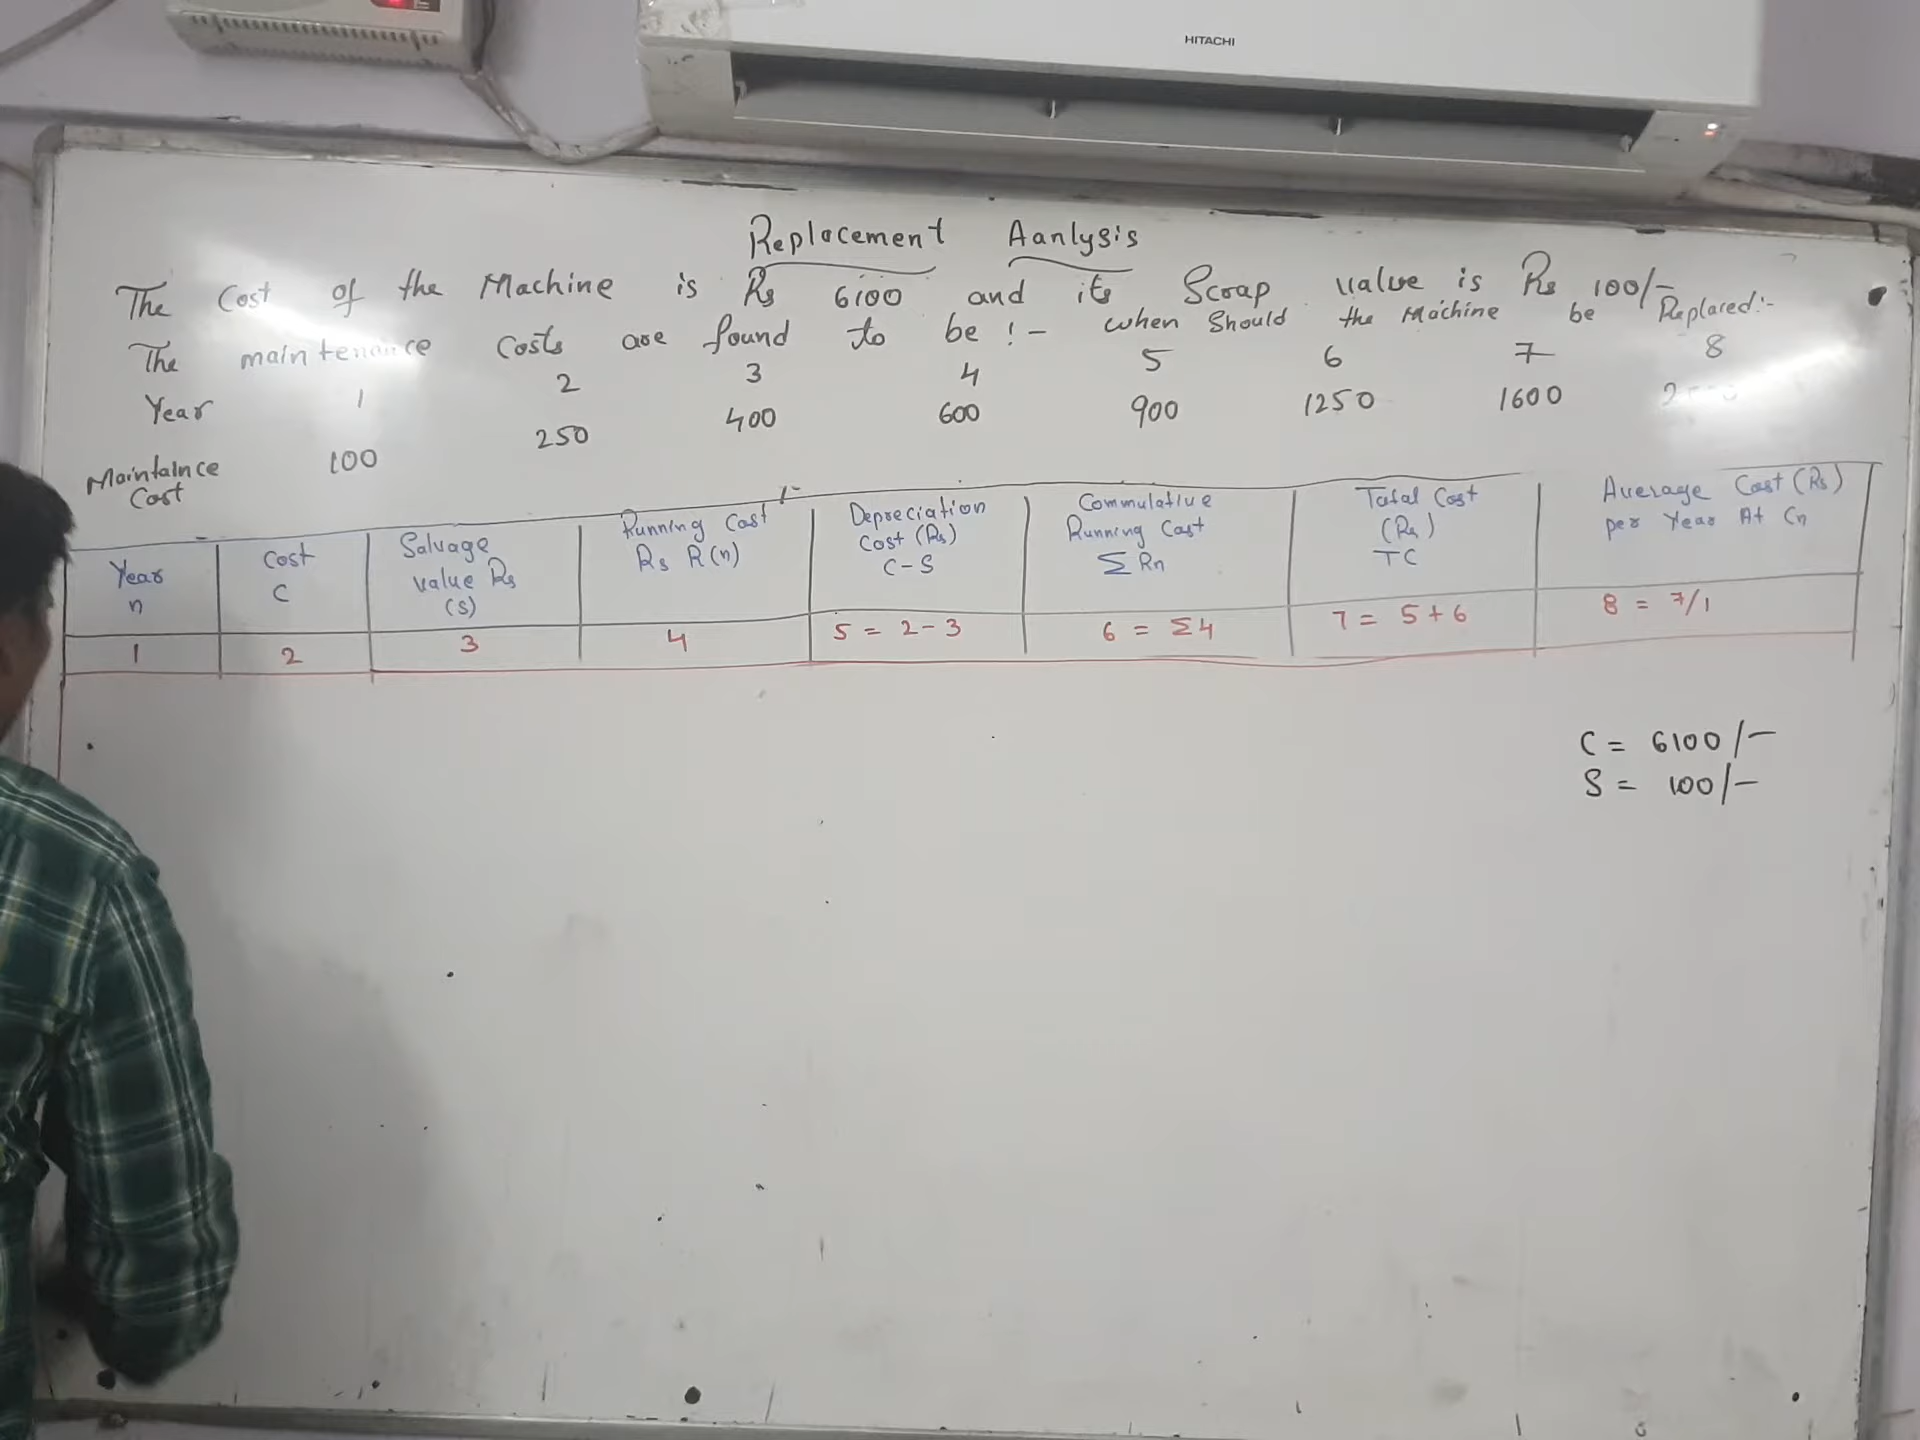 HITACHI
Replacement Aanlysis
The Cost of the Machine is Rs 6100 and its Scrap value is Rs 100/-
The maintenance Costs are found to be :- when Should the Machine be Replaced:-
Year 1 2 3 4 5 6 7 8
Maintaince Cost 100 250 400 600 900 1250 1600
Year n
Cost C
Salvage value Rs (S)
Running Cost Rs R(n)
Depreciation Cost (Rs) C-S
Commulative Running Cost ΣRn
Total Cost (Rs) TC
Average Cost (Rs) per Year At Cn
1 2 3 4 5 = 2-3 6 = Σ4 7 = 5+6 8 = 7/1
C = 6100/-
S = 100/-